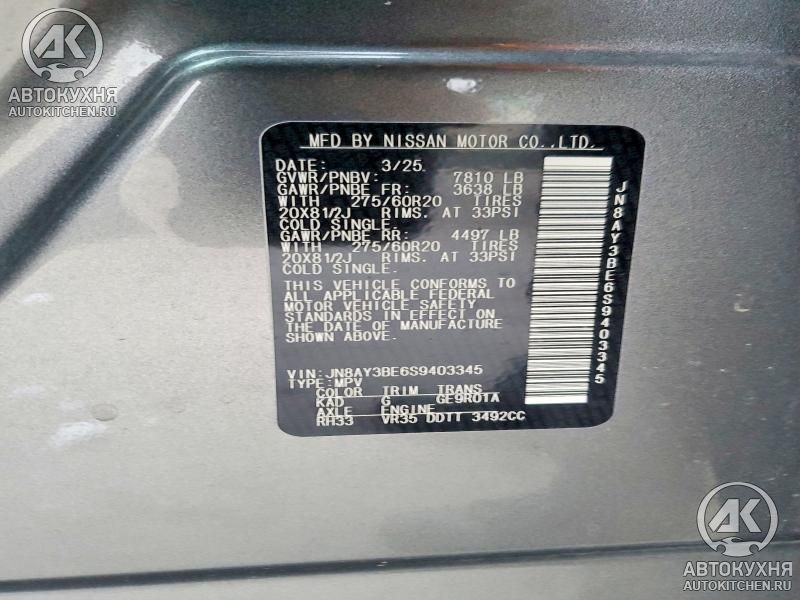 АК
АВТОКУХНЯ
AUTOKITCHEN.RU
MFD BY NISSAN MOTOR CO.,LTD.
DATE: 3/25
GVWR/PNBV: 7810 LB
GAWR/PNBE FR: 3638 LB
WITH 275/60R20 TIRES
20X81/2J RIMS. AT 33PSI
COLD SINGLE.
GAWR/PNBE RR: 4497 LB
WITH 275/60R20 TIRES
20X81/2J RIMS. AT 33PSI
COLD SINGLE.
THIS VEHICLE CONFORMS TO
ALL APPLICABLE FEDERAL
MOTOR VEHICLE SAFETY
STANDARDS IN EFFECT ON
THE DATE OF MANUFACTURE
SHOWN ABOVE.
VIN:JN8AY3BE6S9403345
TYPE:MPV
COLOR TRIM TRANS
KAD G GE9R01A
AXLE ENGINE
RH33 VR35 DDTT 3492CC
JN8AY3BE6S9403345
АК
АВТОКУХНЯ
AUTOKITCHEN.RU